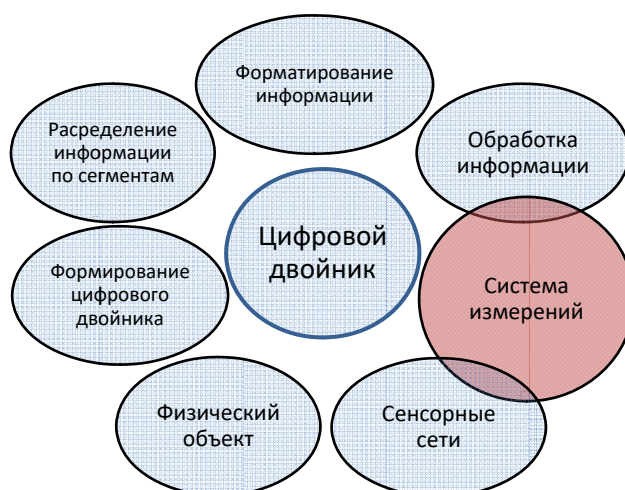 Форматирование
информации
Расределение
информации
по сегментам
Обработка
информации
Цифровой
двойник
Формирование
цифрового
двойника
Система
измерений
Физический
объект
Сенсорные
сети